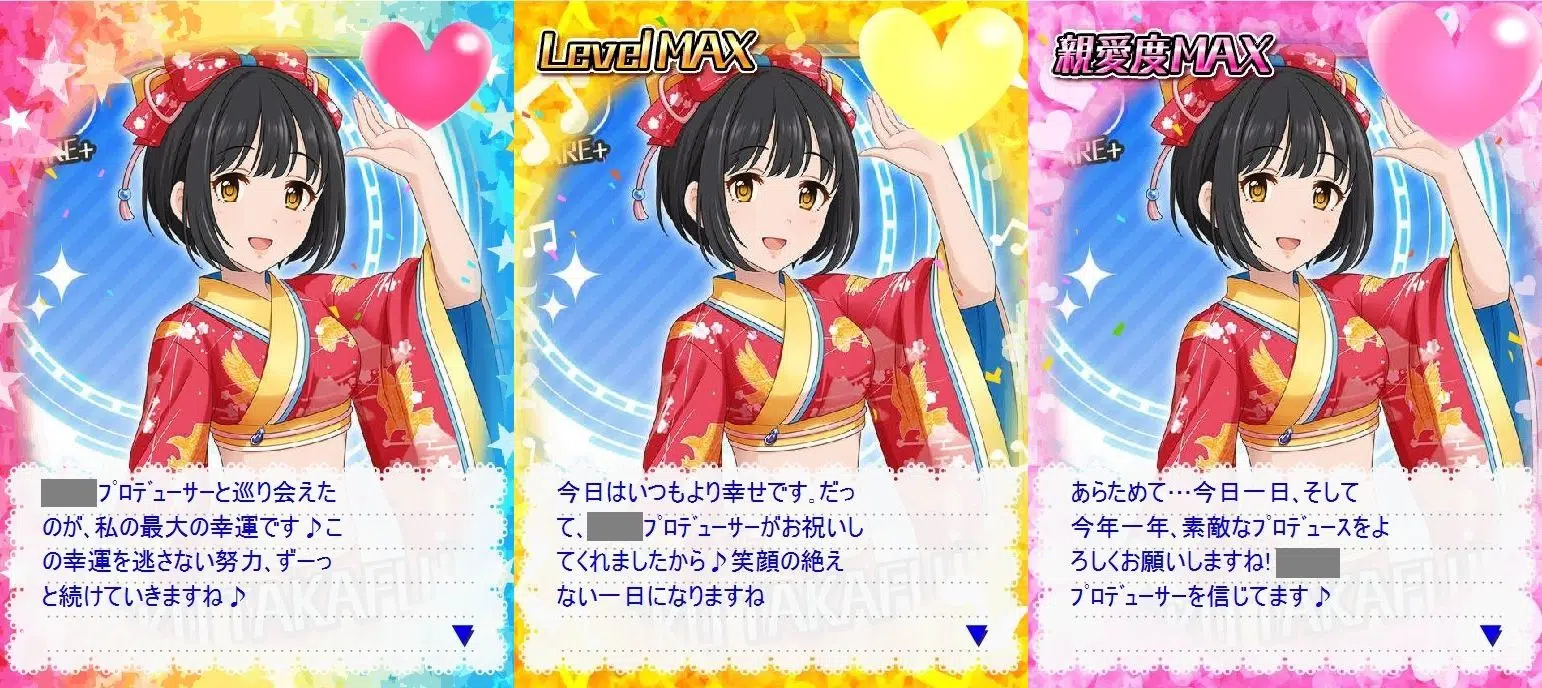 RE+
プロデューサーと巡り会えた
のが、私の最大の幸運です♪こ
の幸運を逃さない努力、ずーっ
と続けていきますね♪
Level MAX
RE+
今日はいつもより幸せです。だっ
て、
プロデューサーがお祝いし
てくれましたから♪笑顔の絶え
ない一日になりますね
親愛度MAX
RE+
あらためて…今日一日、そして
今年一年、素敵なプロデュースをよ
ろしくお願いしますね!
プロデューサーを信じてます♪